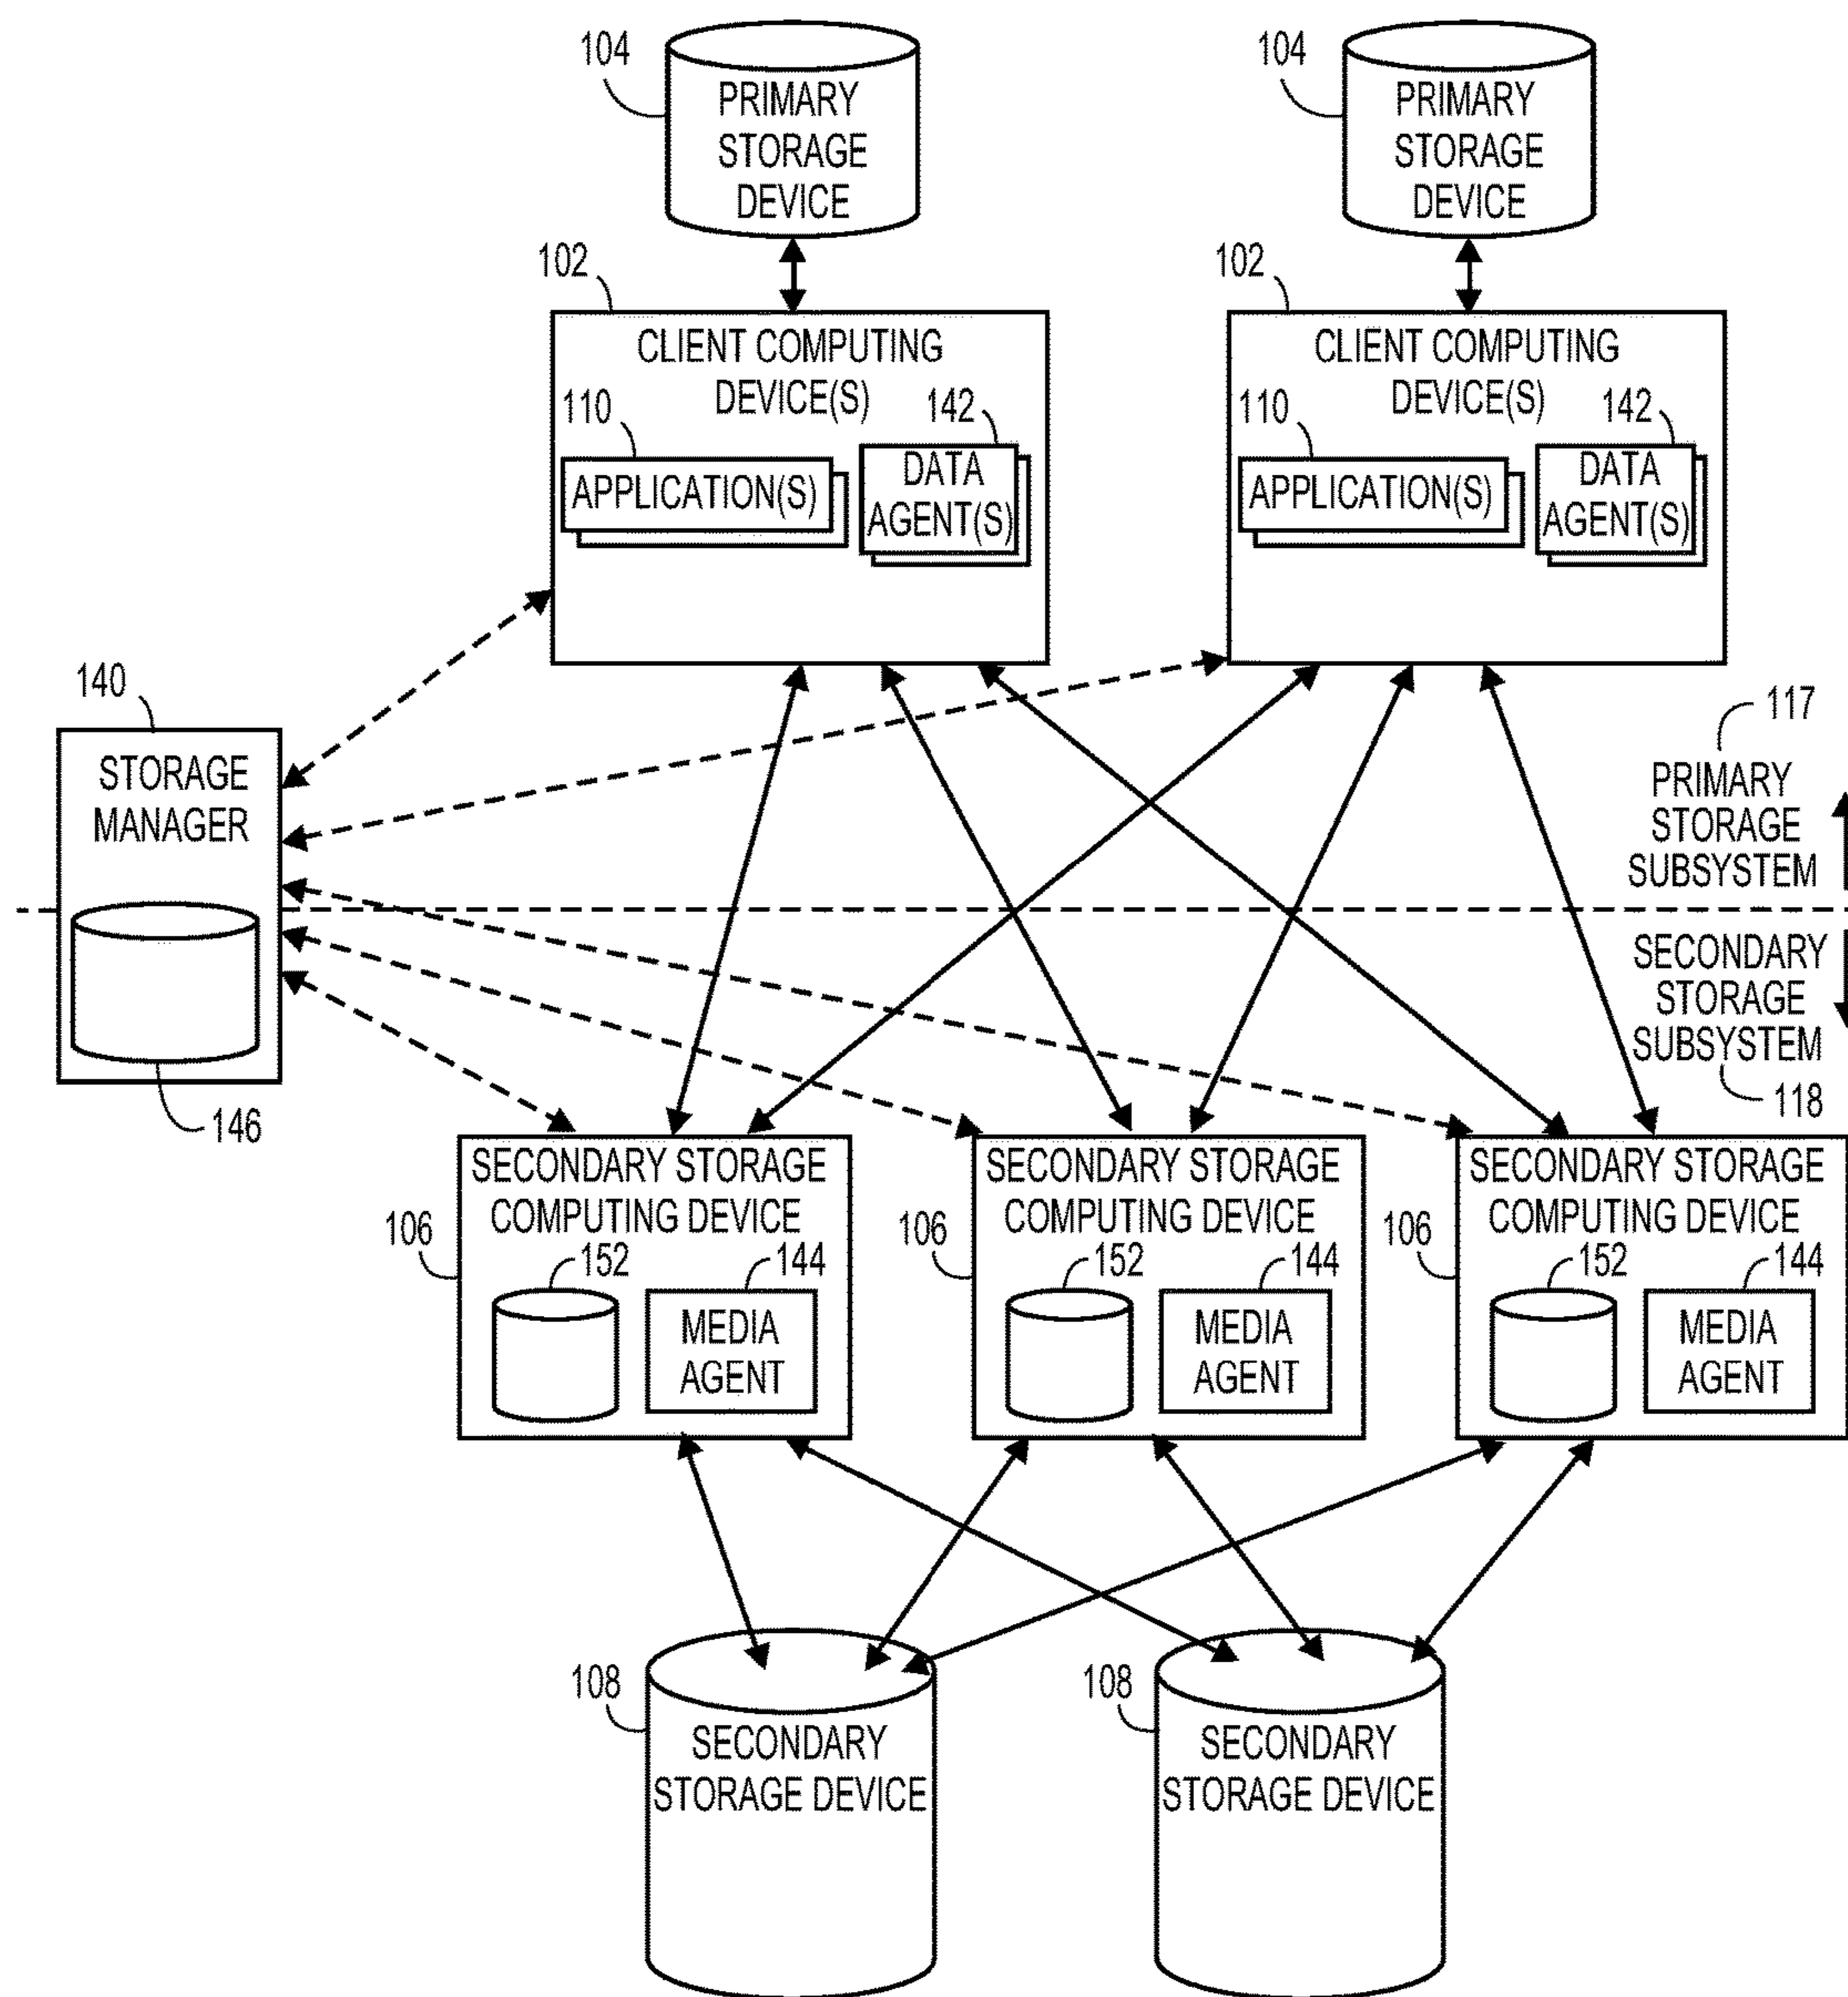 104
PRIMARY
STORAGE
DEVICE
104
PRIMARY
STORAGE
DEVICE
102
CLIENT COMPUTING
DEVICE(S)
110
142
APPLICATION(S)
DATA
AGENT(S)
102
CLIENT COMPUTING
DEVICE(S)
110
142
APPLICATION(S)
DATA
AGENT(S)
140
STORAGE
MANAGER
146
117
PRIMARY
STORAGE
SUBSYSTEM
SECONDARY
STORAGE
SUBSYSTEM
118
SECONDARY STORAGE
COMPUTING DEVICE
106
152
144
MEDIA
AGENT
SECONDARY STORAGE
COMPUTING DEVICE
106
152
144
MEDIA
AGENT
SECONDARY STORAGE
COMPUTING DEVICE
106
152
144
MEDIA
AGENT
108
SECONDARY
STORAGE DEVICE
108
SECONDARY
STORAGE DEVICE